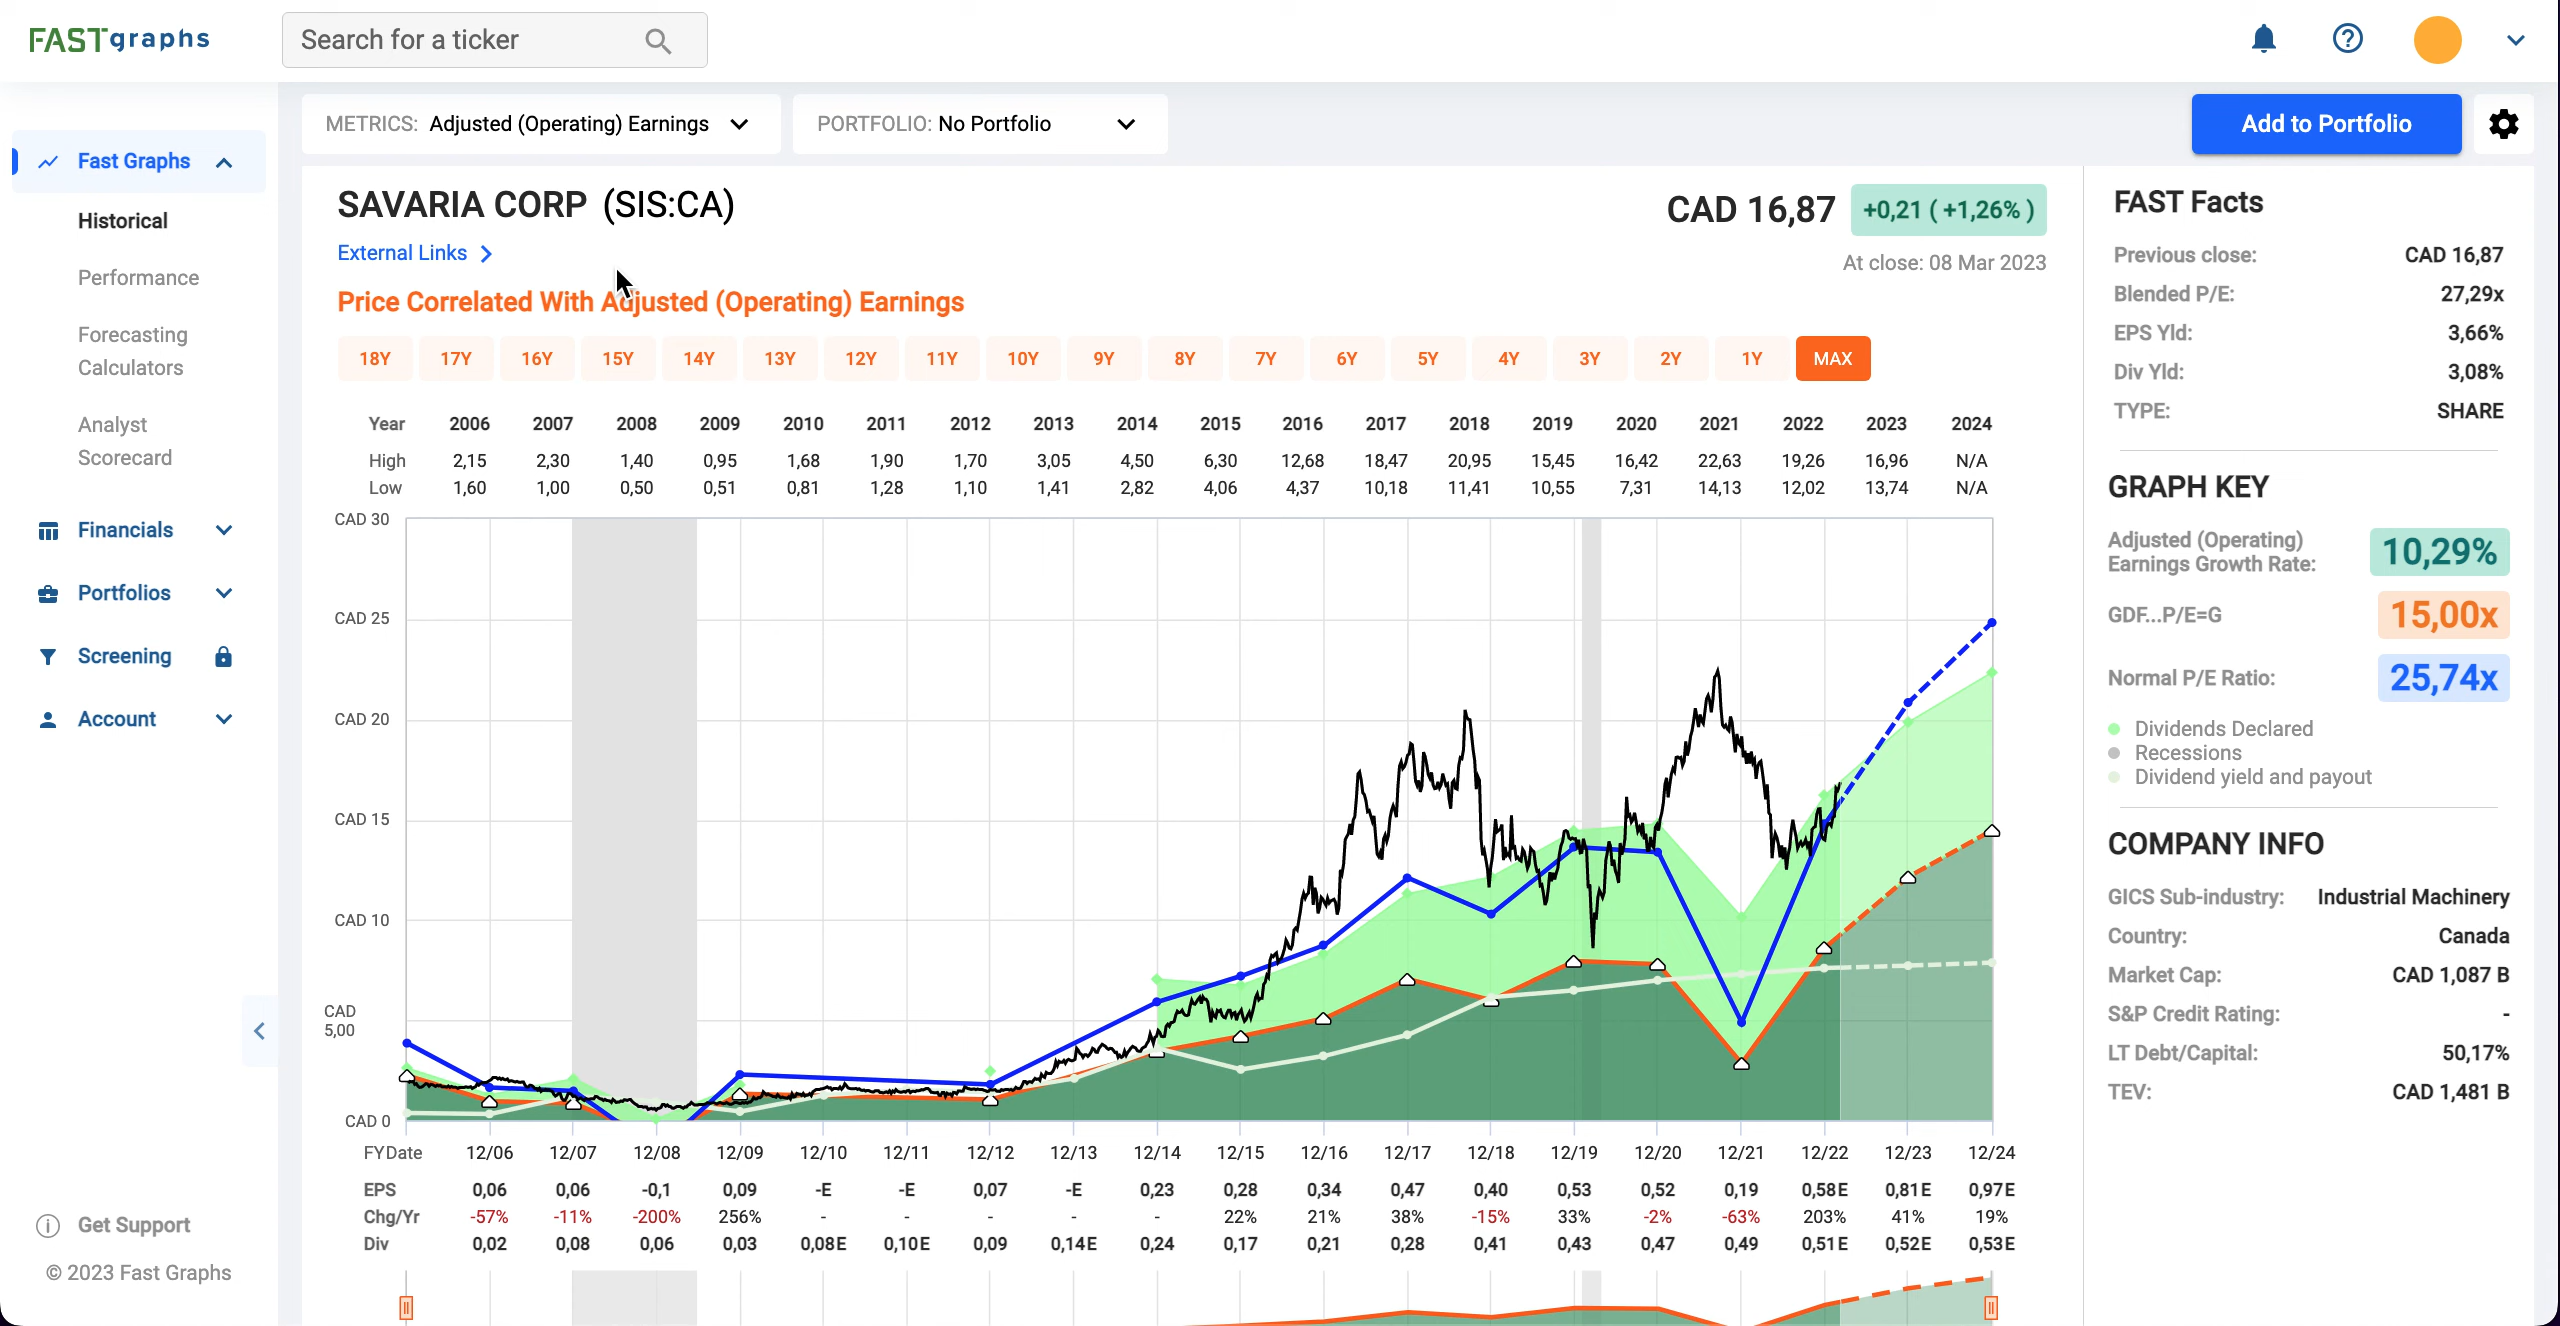 FASTgraphs
Search for a ticker
METRICS: Adjusted (Operating) Earnings
PORTFOLIO: No Portfolio
Add to Portfolio
Fast Graphs
Historical
Performance
Forecasting
Calculators
Analyst
Scorecard
Financials
Portfolios
Screening
Account
Get Support
© 2023 Fast Graphs
SAVARIA CORP (SIS:CA)
CAD 16,87 +0,21 ( +1,26% )
External Links
At close: 08 Mar 2023
Price Correlated With Adjusted (Operating) Earnings
18Y 17Y 16Y 15Y 14Y 13Y 12Y 11Y 10Y 9Y 8Y 7Y 6Y 5Y 4Y 3Y 2Y 1Y MAX
Year 2006 2007 2008 2009 2010 2011 2012 2013 2014 2015 2016 2017 2018 2019 2020 2021 2022 2023 2024
High 2,15 2,30 1,40 0,95 1,68 1,90 1,70 3,05 4,50 6,30 12,68 18,47 20,95 15,45 16,42 22,63 19,26 16,96 N/A
Low 1,60 1,00 0,50 0,51 0,81 1,28 1,10 1,41 2,82 4,06 4,37 10,18 11,41 10,55 7,31 14,13 12,02 13,74 N/A
CAD 30
CAD 25
CAD 20
CAD 15
CAD 10
CAD
5,00
CAD 0
FYDate 12/06 12/07 12/08 12/09 12/10 12/11 12/12 12/13 12/14 12/15 12/16 12/17 12/18 12/19 12/20 12/21 12/22 12/23 12/24
EPS 0,06 0,06 -0,1 0,09 -E -E 0,07 -E 0,23 0,28 0,34 0,47 0,40 0,53 0,52 0,19 0,58E 0,81E 0,97E
Chg/Yr -57% -11% -200% 256% - - - - - 22% 21% 38% -15% 33% -2% -63% 203% 41% 19%
Div 0,02 0,08 0,06 0,03 0,08E 0,10E 0,09 0,14E 0,24 0,17 0,21 0,28 0,41 0,43 0,47 0,49 0,51E 0,52E 0,53E
FAST Facts
Previous close: CAD 16,87
Blended P/E: 27,29x
EPS Yld: 3,66%
Div Yld: 3,08%
TYPE: SHARE
GRAPH KEY
Adjusted (Operating)
Earnings Growth Rate: 10,29%
GDF...P/E=G 15,00x
Normal P/E Ratio: 25,74x
Dividends Declared
Recessions
Dividend yield and payout
COMPANY INFO
GICS Sub-industry: Industrial Machinery
Country: Canada
Market Cap: CAD 1,087 B
S&P Credit Rating: -
LT Debt/Capital: 50,17%
TEV: CAD 1,481 B